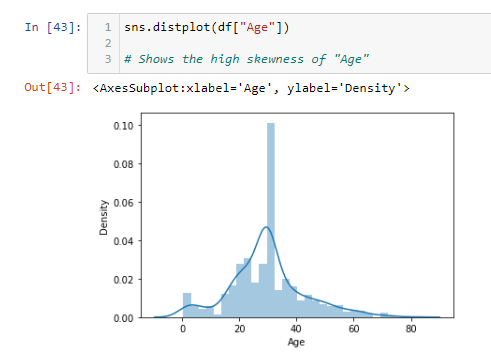 In [43]: 1 sns.distplot(df["Age"])
2
3 # Shows the high skewness of "Age"
Out[43]: <AxesSubplot:xlabel='Age', ylabel='Density'>
0.10
0.08
0.06
0.04
0.02
0.00
Density
0 20 40 60 80
Age